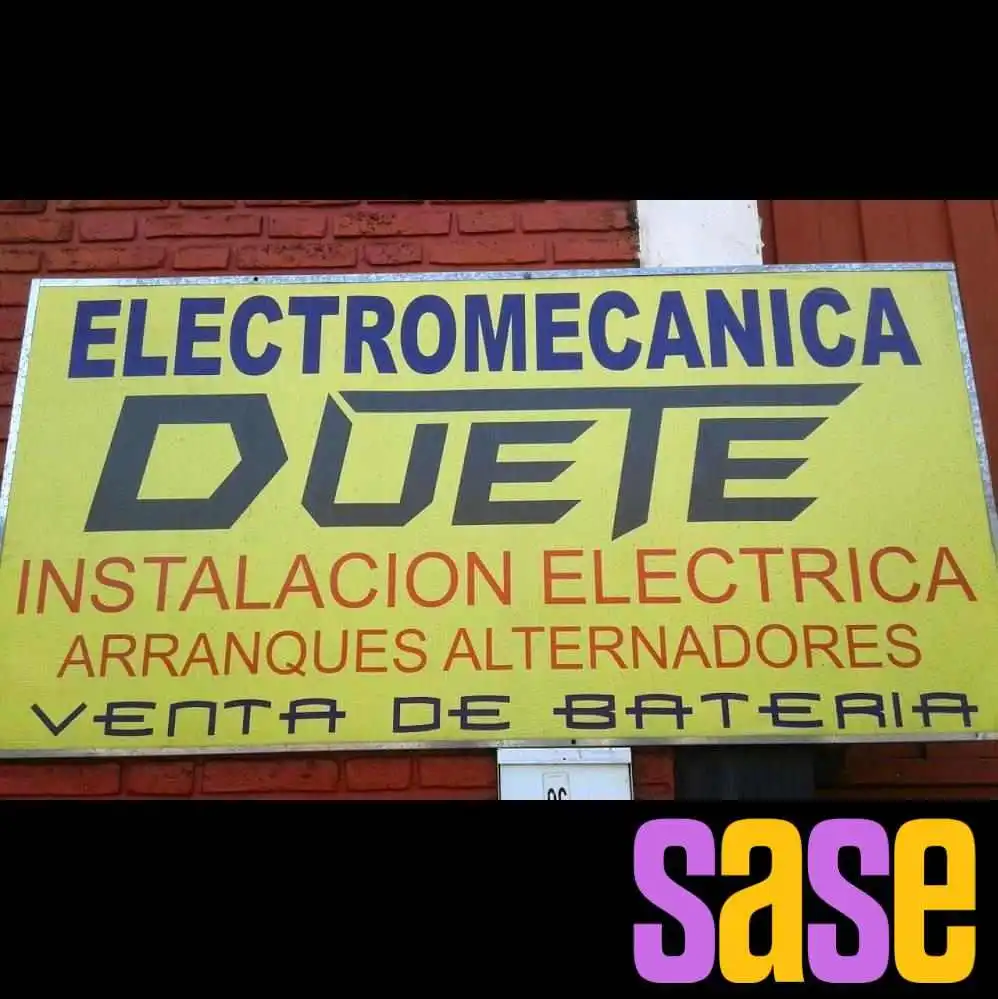 ELECTROMECANICA
DUETE
INSTALACION ELECTRICA
ARRANQUES ALTERNADORES
VENTA DE BATERIA
sase